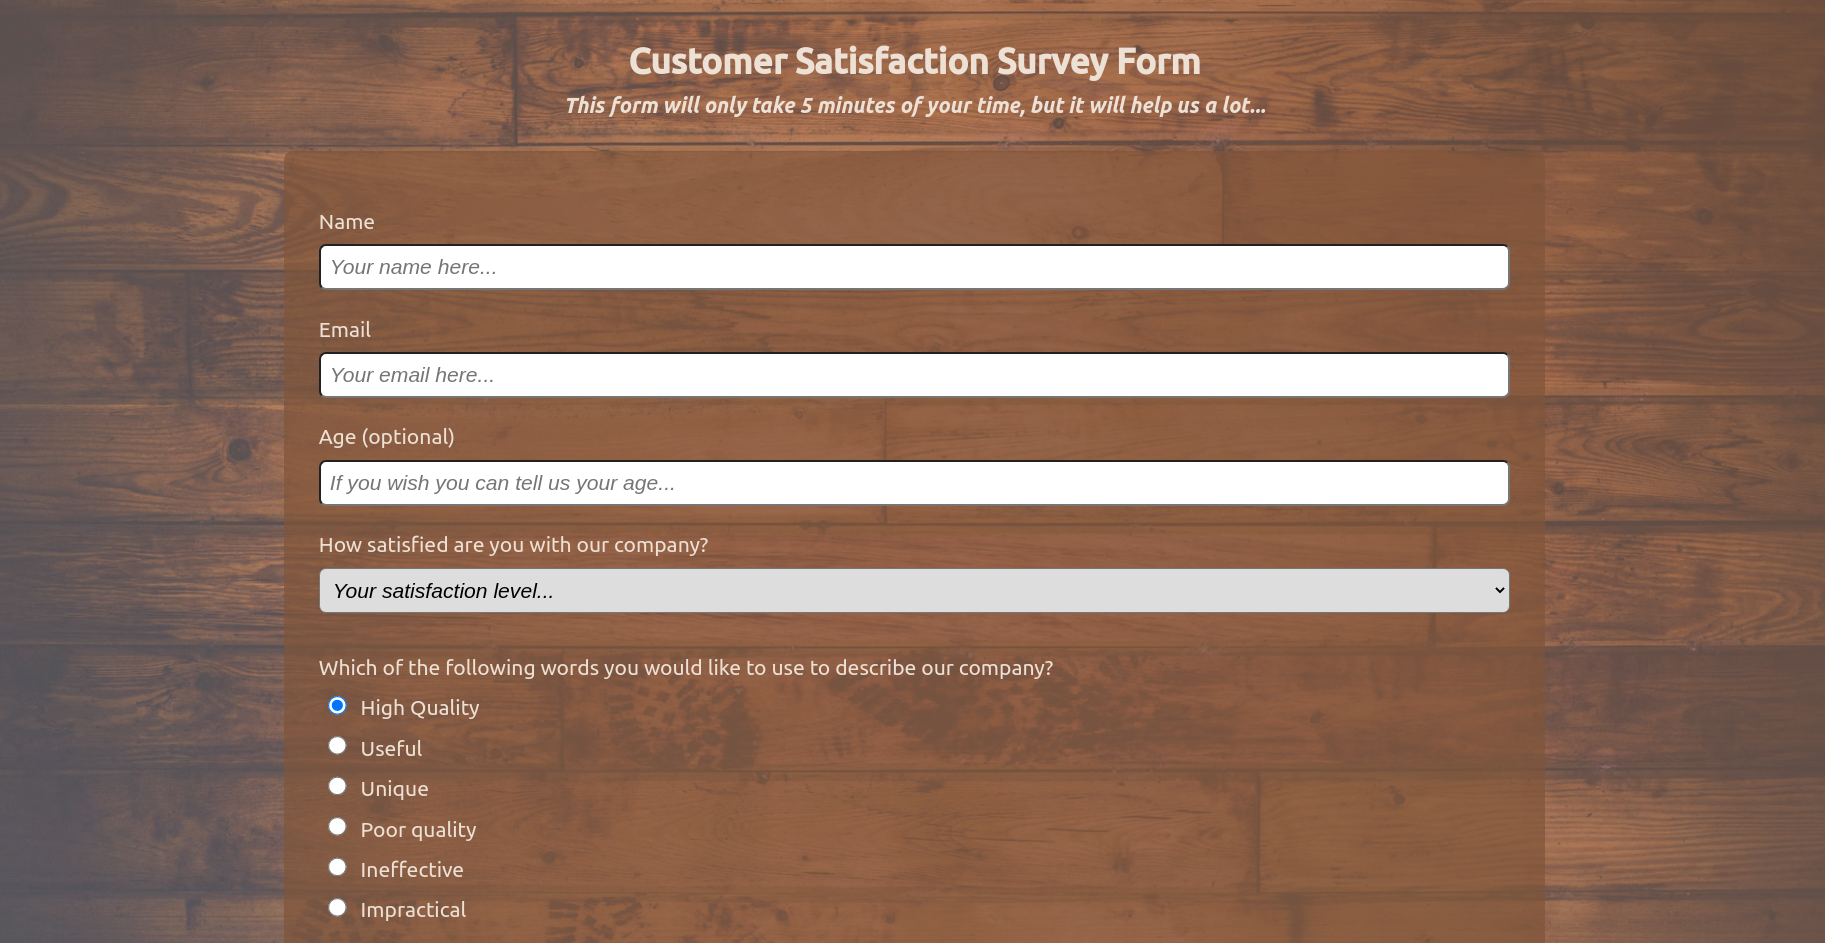 Customer Satisfaction Survey Form
This form will only take 5 minutes of your time, but it will help us a lot...
Name
Your name here...
Email
Your email here...
Age (optional)
If you wish you can tell us your age...
How satisfied are you with our company?
Your satisfaction level...
Which of the following words you would like to use to describe our company?
High Quality
Useful
Unique
Poor quality
Ineffective
Impractical